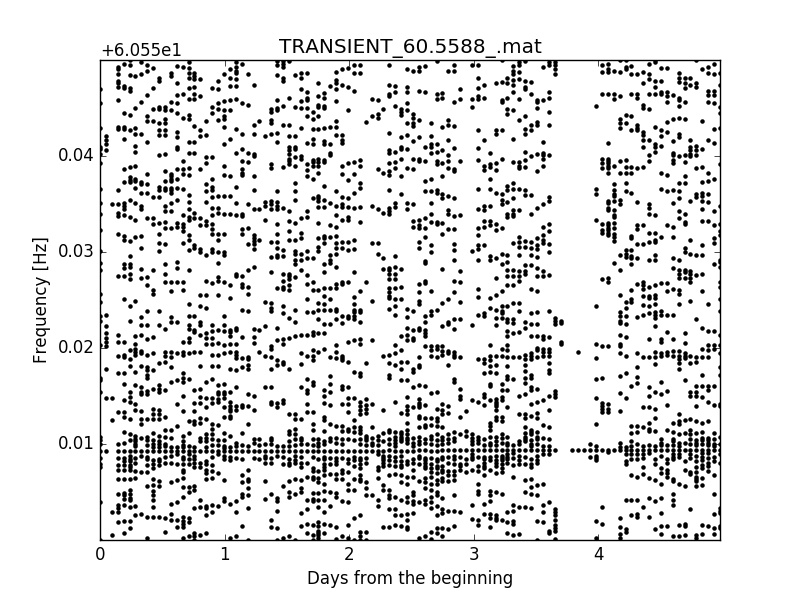 TRANSIENT_60.5588_.mat
+6.055e1
0.04
0.03
0.02
0.01
Frequency [Hz]
0 1 2 3 4
Days from the beginning